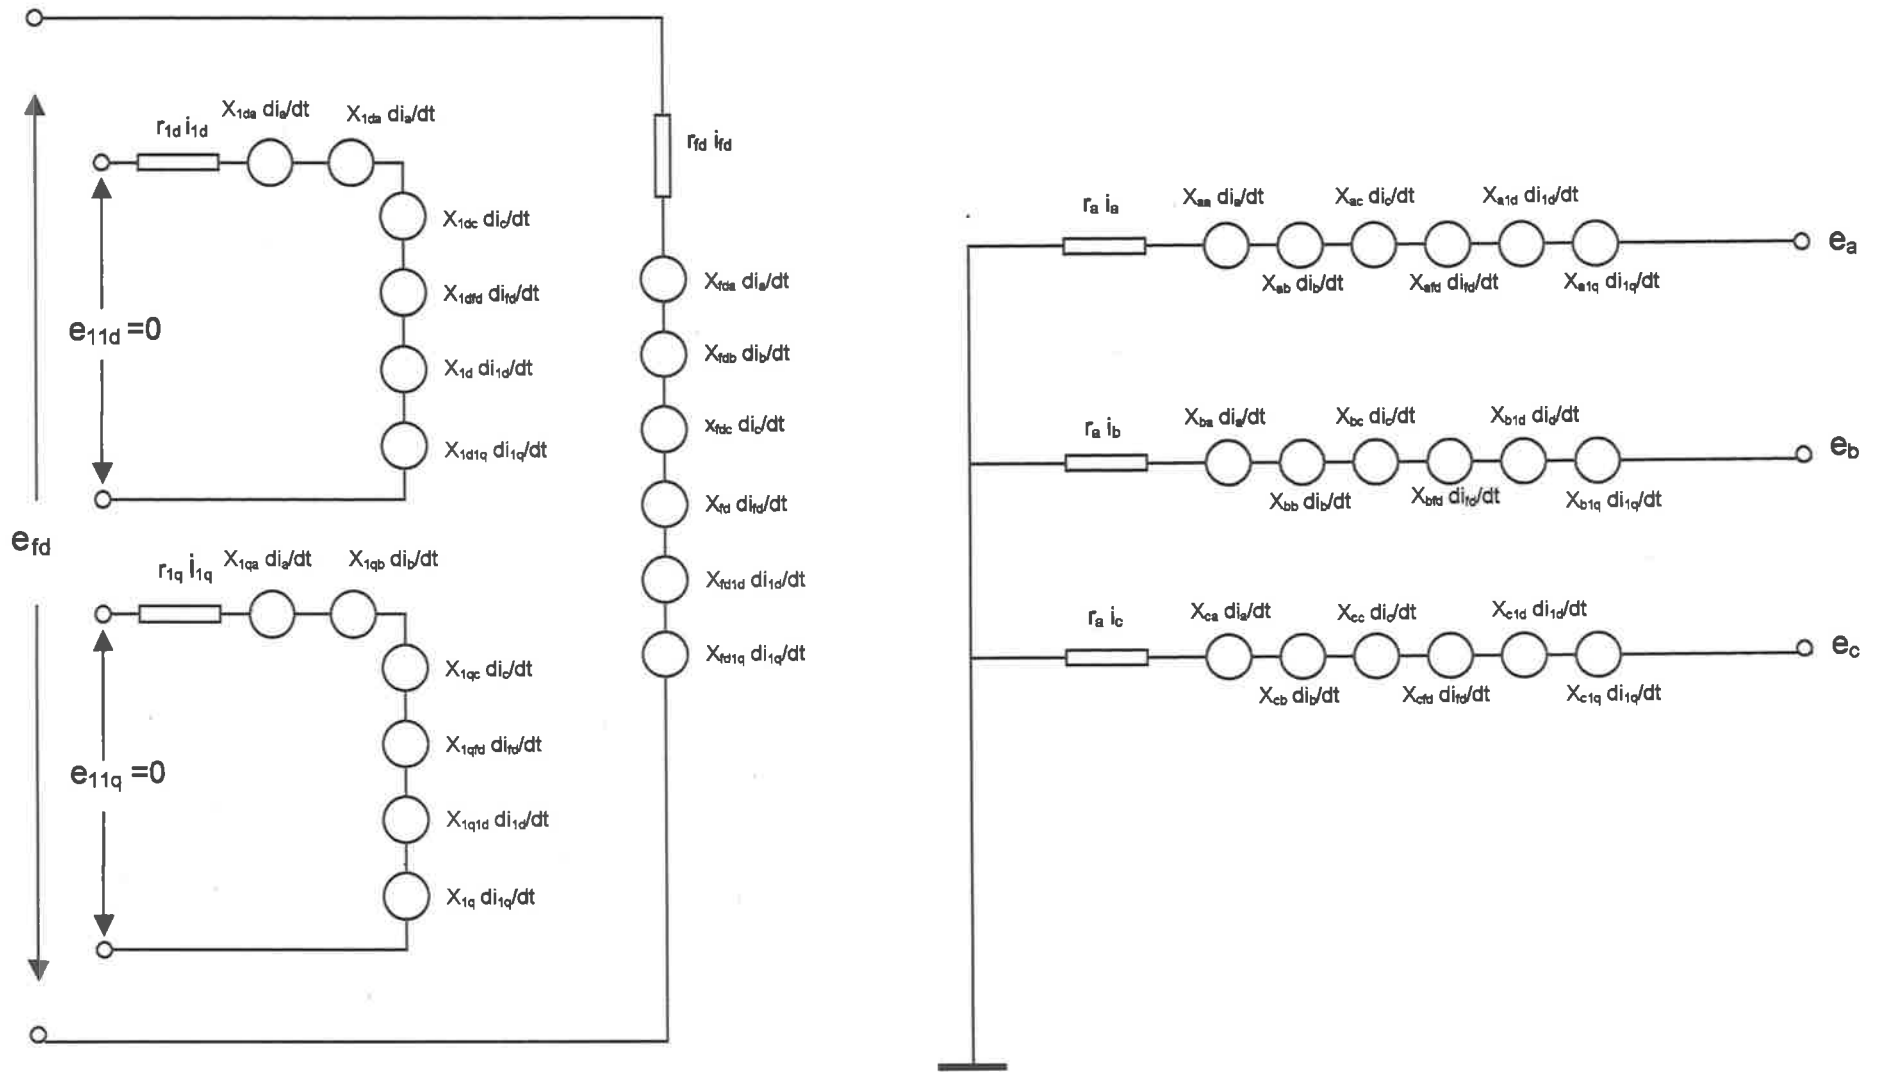 X1da dia/dt
X1da dia/dt
r1d i1d
X1dc dic/dt
X1dfd difd/dt
X1d di1d/dt
X1d1q di1q/dt
e11d =0
efd
rfd ifd
Xfda dia/dt
Xfdb dib/dt
xfdc dic/dt
Xfd difd/dt
Xfd1d di1d/dt
Xfd1q di1q/dt
r1q i1q
X1qa dia/dt
X1qb dib/dt
X1qc dic/dt
X1qfd difd/dt
X1q1d di1d/dt
X1q di1q/dt
e11q =0
ra ia
Xaa dia/dt
Xac dic/dt
Xa1d di1d/dt
Xab dib/dt
Xafd difd/dt
Xa1q di1q/dt
ea
ra ib
Xba dia/dt
Xbc dic/dt
Xb1d did/dt
Xbb dib/dt
Xbfd difd/dt
Xb1q di1q/dt
eb
ra ic
Xca dia/dt
Xcc dic/dt
Xc1d di1d/dt
Xcb dib/dt
Xcfd difd/dt
Xc1q di1q/dt
ec